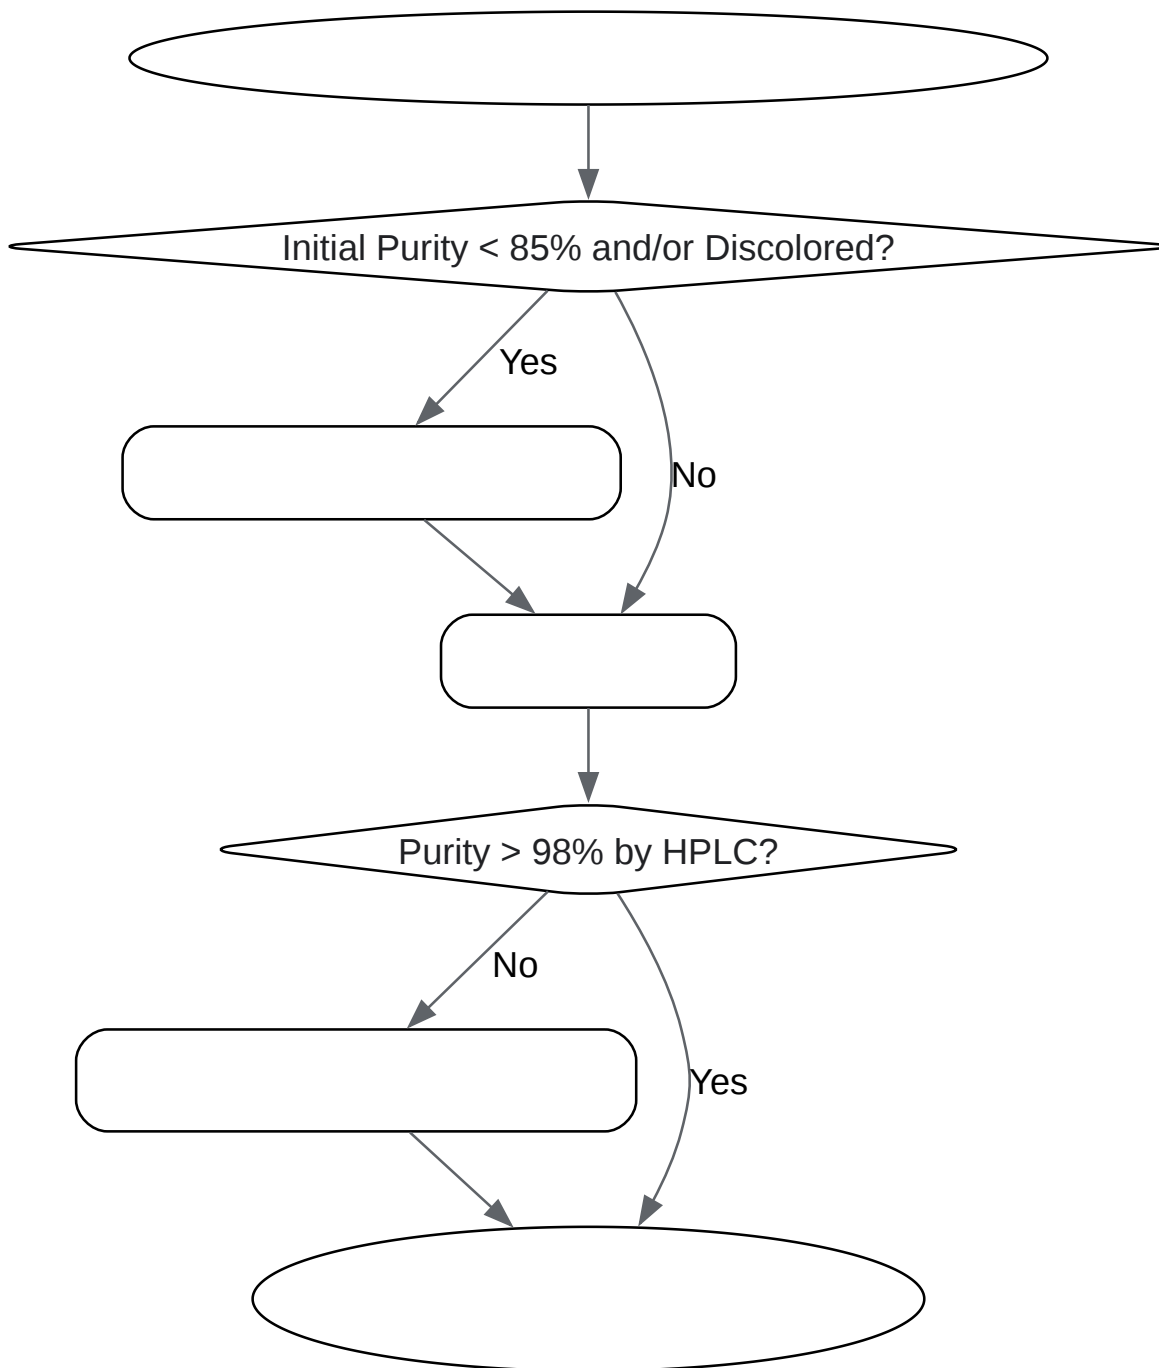 Initial Purity < 85% and/or Discolored?
Yes
No
Purity > 98% by HPLC?
No
Yes